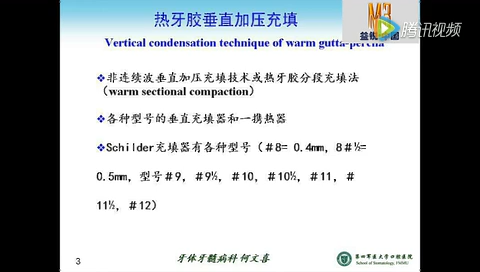 热牙胶垂直加压充填
M3
益锐
腾讯视频
Vertical condensation technique of warm gutta-percha
❖非连续波垂直加压充填技术或热牙胶分段充填法
（warm sectional compaction）
❖各种型号的垂直充填器和一携热器
❖Schilder充填器有各种型号（＃8= 0.4mm, 8＃½=
0.5mm, 型号＃9, ＃9½, ＃10, ＃10½, ＃11, ＃
11½, ＃12）
3
牙体牙髓病科 何文喜
第四军医大学口腔医院
School of Stomatology, FMMU